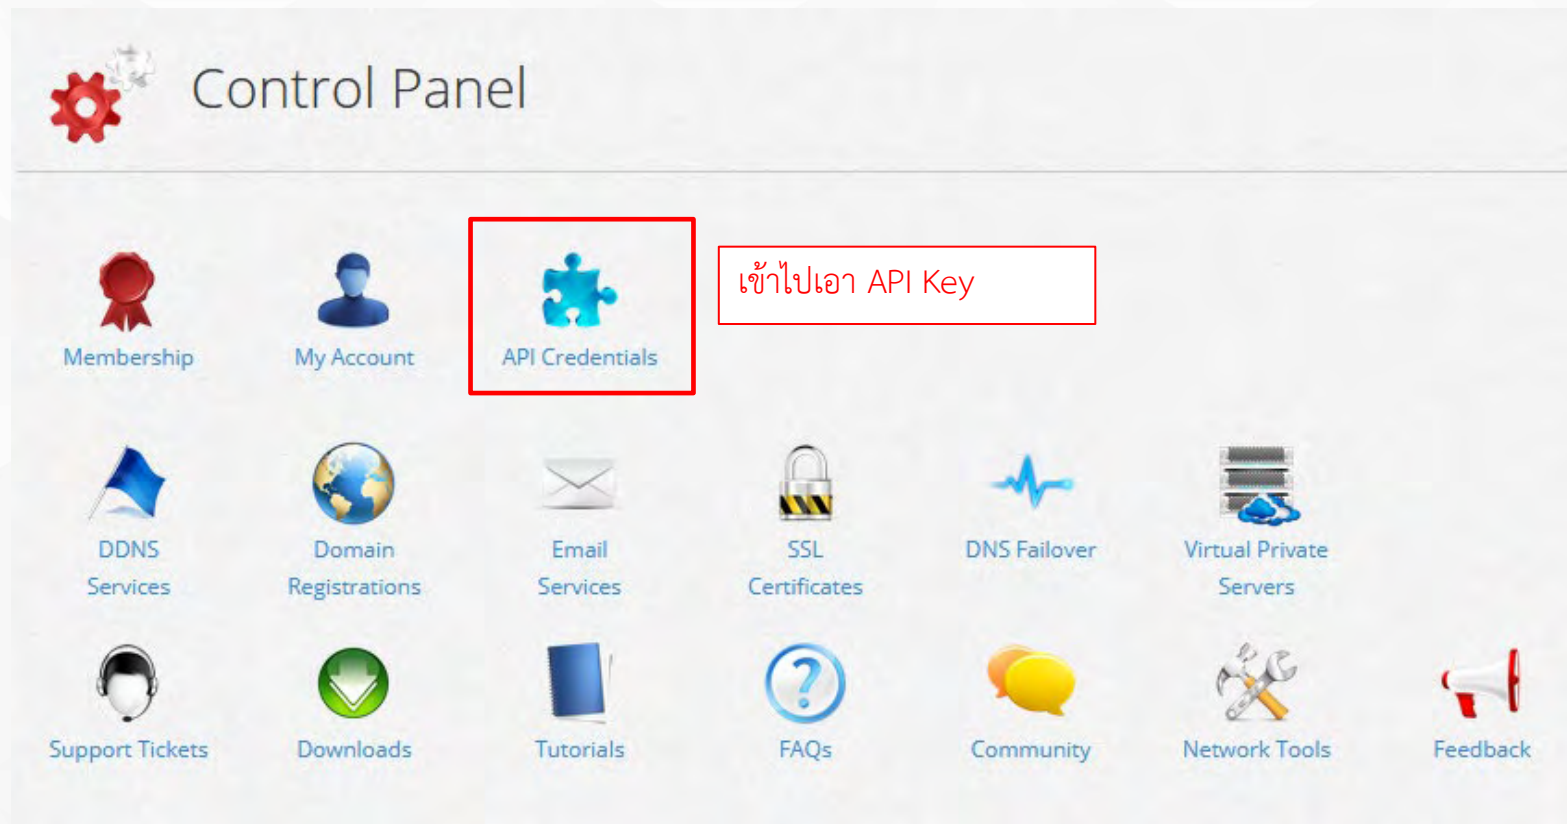 Control Panel
เข้าไปเอา API Key
Membership
My Account
API Credentials
DDNS
Services
Domain
Registrations
Email
Services
SSL
Certificates
DNS Failover
Virtual Private
Servers
Support Tickets
Downloads
Tutorials
FAQs
Community
Network Tools
Feedback